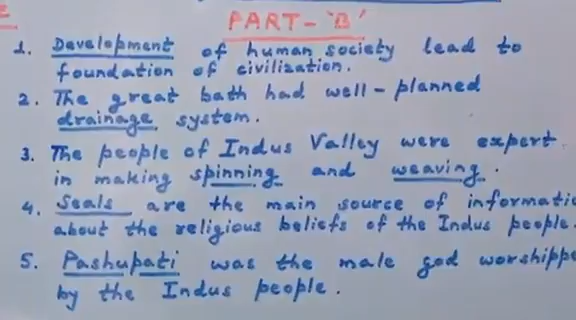 PART-'B'
1. Development of human society lead to
foundation of civilization.
2. The great bath had well-planned
drainage system.
3. The people of Indus Valley were expert
in making spinning and weaving.
4. Seals are the main source of informatio
about the religious beliefs of the Indus people.
5. Pashupati was the male god worshippe
by the Indus people.